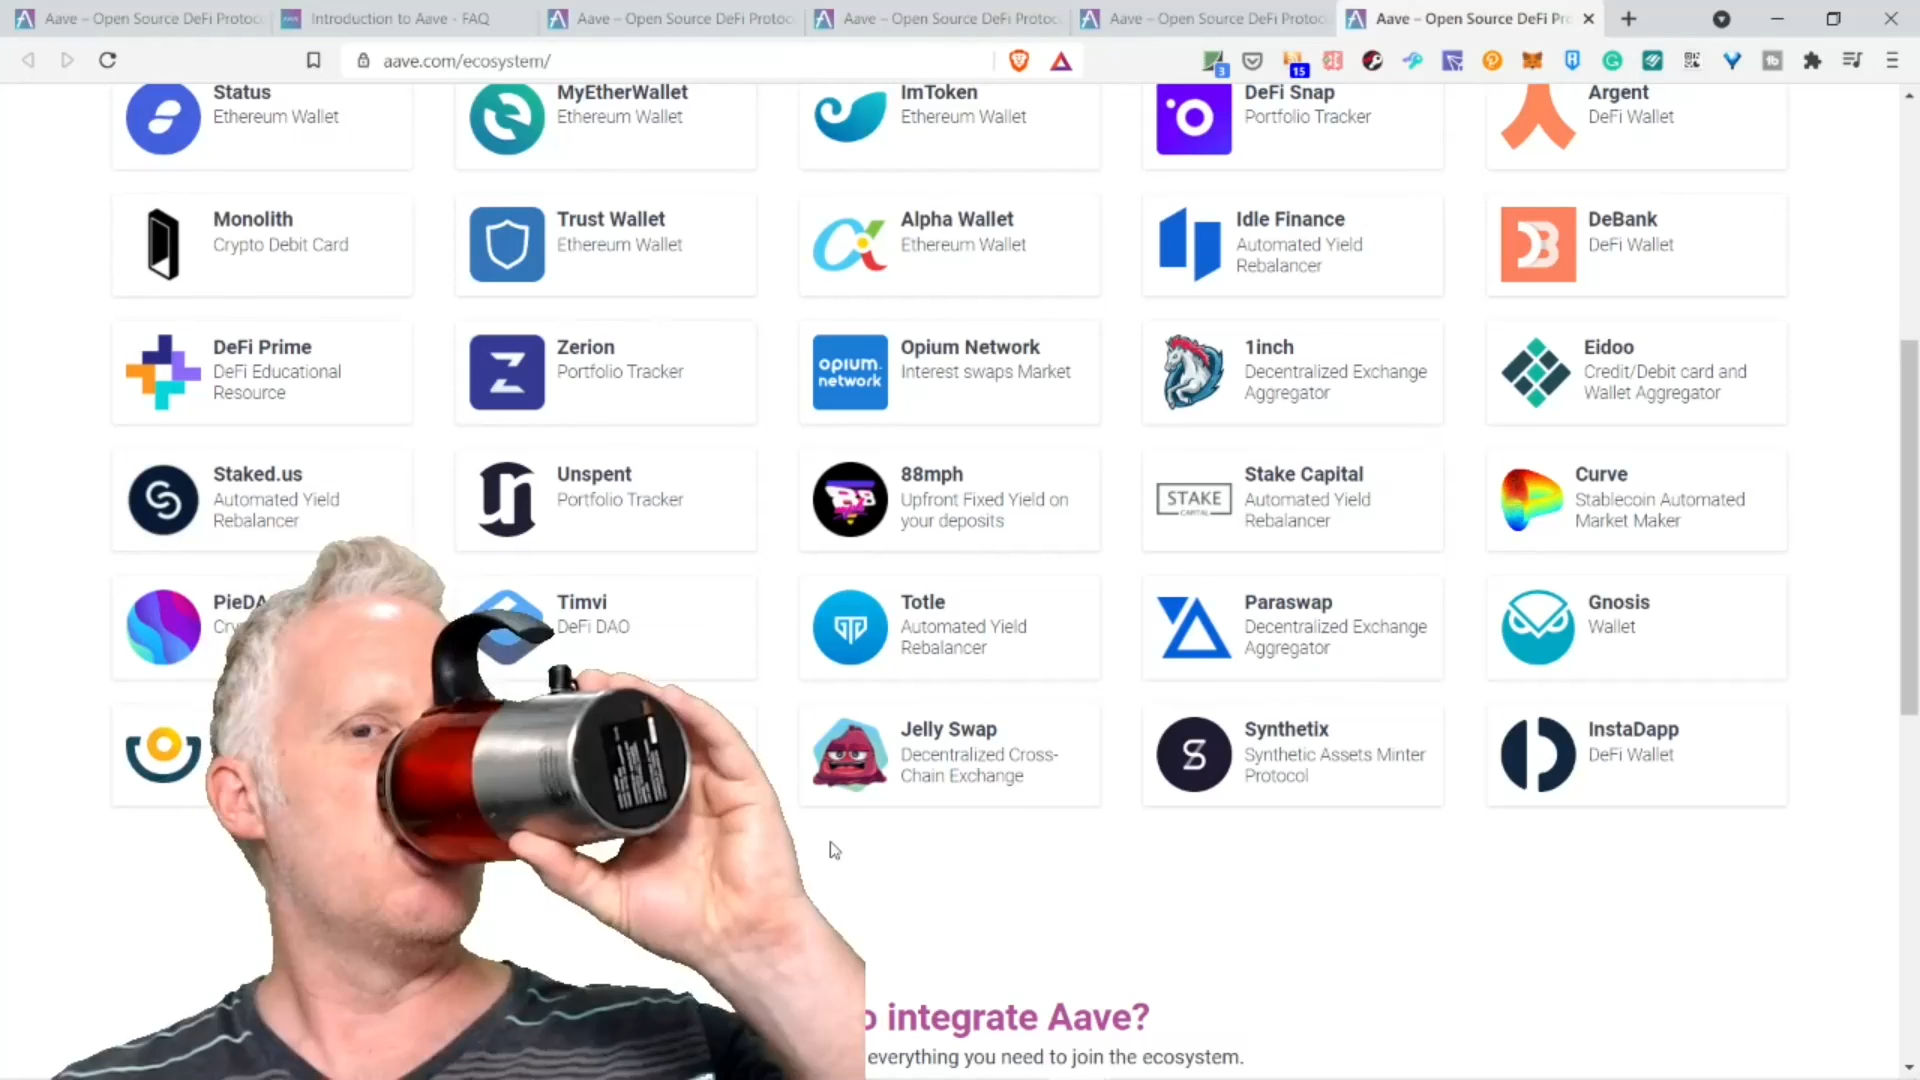 Aave – Open Source DeFi Protoc
Introduction to Aave - FAQ
Aave – Open Source DeFi Protoc
Aave – Open Source DeFi Protoc
Aave – Open Source DeFi Protoc
Aave – Open Source DeFi Pr
aave.com/ecosystem/
3
15
Status
Ethereum Wallet
MyEtherWallet
Ethereum Wallet
ImToken
Ethereum Wallet
DeFi Snap
Portfolio Tracker
Argent
DeFi Wallet
Monolith
Crypto Debit Card
Trust Wallet
Ethereum Wallet
Alpha Wallet
Ethereum Wallet
Idle Finance
Automated Yield
Rebalancer
DeBank
DeFi Wallet
DeFi Prime
DeFi Educational
Resource
Zerion
Portfolio Tracker
opium.
network
Opium Network
Interest swaps Market
1inch
Decentralized Exchange
Aggregator
Eidoo
Credit/Debit card and
Wallet Aggregator
Staked.us
Automated Yield
Rebalancer
Unspent
Portfolio Tracker
88mph
Upfront Fixed Yield on
your deposits
STAKE
CAPITAL
Stake Capital
Automated Yield
Rebalancer
Curve
Stablecoin Automated
Market Maker
PieDA
Cry
Timvi
DeFi DAO
Totle
Automated Yield
Rebalancer
Paraswap
Decentralized Exchange
Aggregator
Gnosis
Wallet
Jelly Swap
Decentralized Cross-
Chain Exchange
Synthetix
Synthetic Assets Minter
Protocol
InstaDapp
DeFi Wallet
o integrate Aave?
everything you need to join the ecosystem.